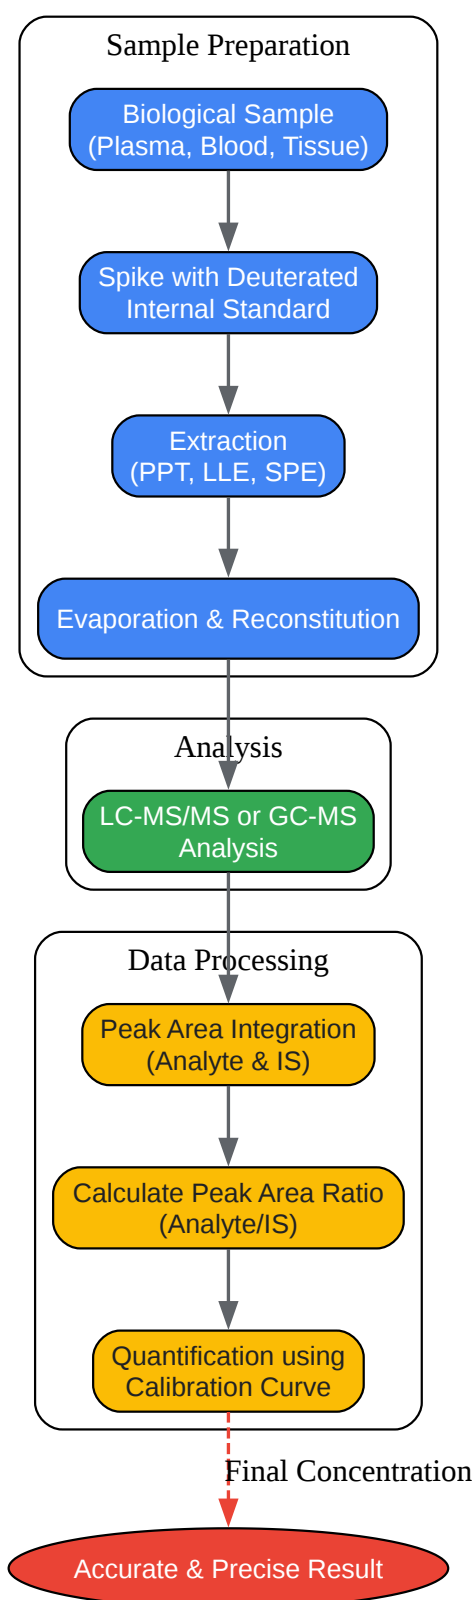 Sample Preparation
Biological Sample
(Plasma, Blood, Tissue)
Spike with Deuterated
Internal Standard
Extraction
(PPT, LLE, SPE)
Evaporation & Reconstitution
Analysis
LC-MS/MS or GC-MS
Analysis
Data Processing
Peak Area Integration
(Analyte & IS)
Calculate Peak Area Ratio
(Analyte/IS)
Quantification using
Calibration Curve
Final Concentration
Accurate & Precise Result